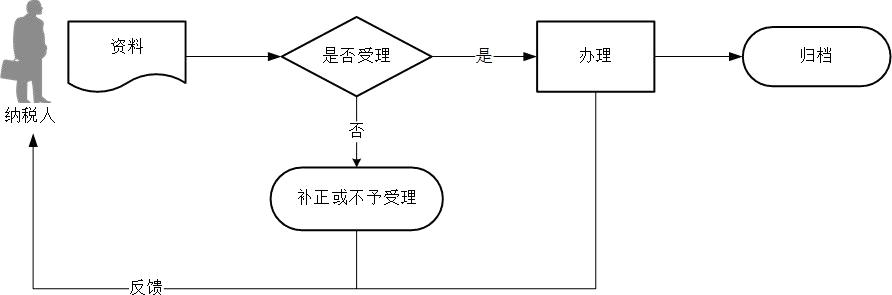 资料
是否受理
是
办理
归档
纳税人
否
补正或不予受理
反馈